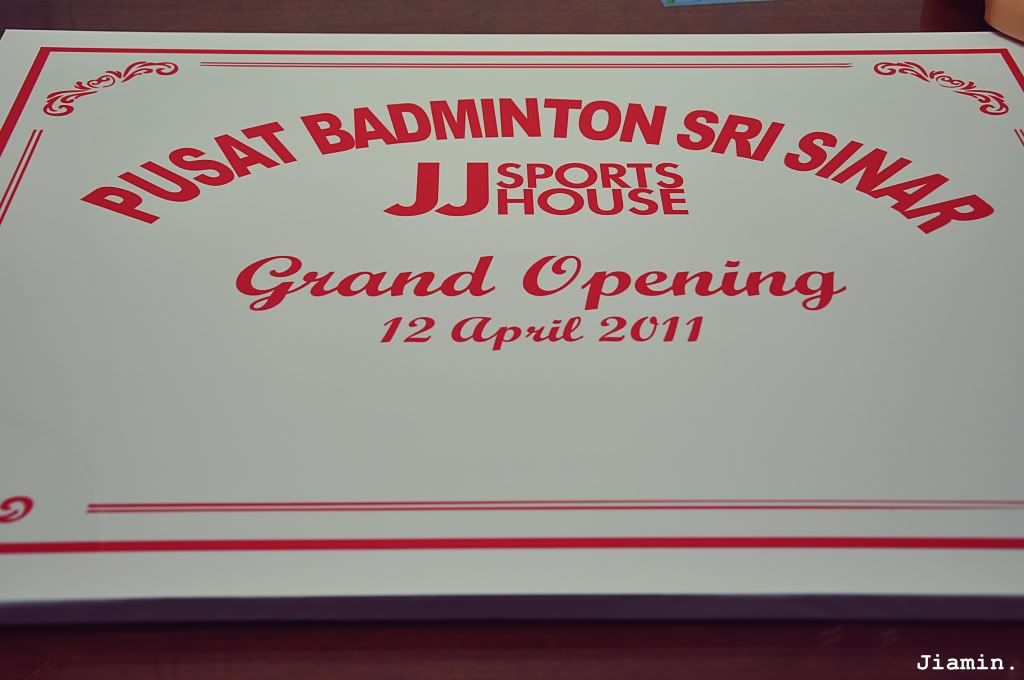 PUSAT BADMINTON SRI SINAR
JJ SPORTS
HOUSE
Grand Opening
12 April 2011
Jiamin.